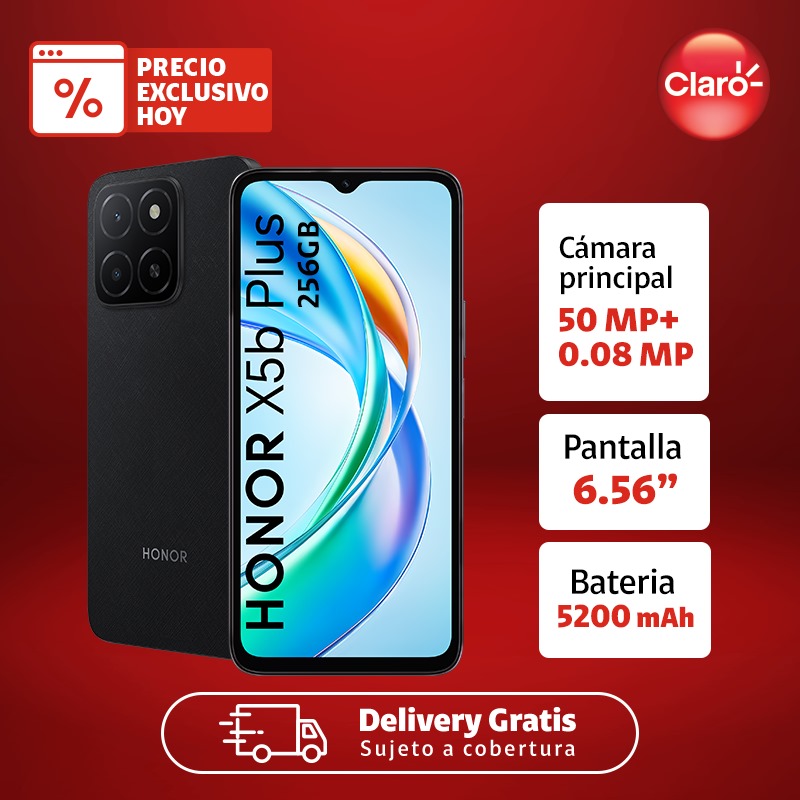 %
PRECIO
EXCLUSIVO
HOY
Claro
HONOR X5b Plus
256GB
HONOR
Cámara
principal
50 MP+
0.08 MP
Pantalla
6.56”
Bateria
5200 mAh
Delivery Gratis
Sujeto a cobertura